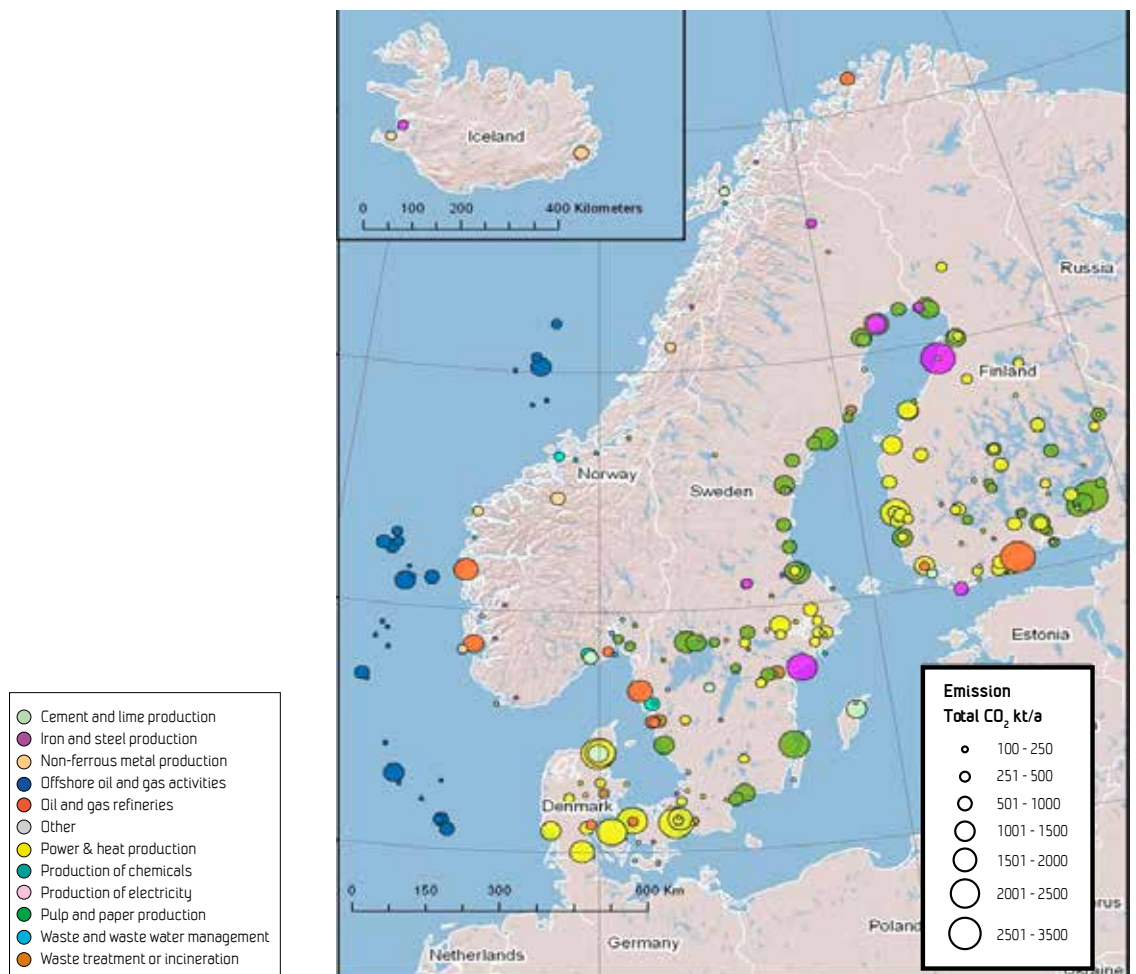 Iceland
0 100 200 400 Kilometers
Russia
Finland
Norway
Sweden
Estonia
Denmark
0 150 300 600 Km
Netherlands
Germany
Poland
Emission
Total CO₂ kt/a
100 - 250
251 - 500
501 - 1000
1001 - 1500
1501 - 2000
2001 - 2500
2501 - 3500
rus
Ukraine
Cement and lime production
Iron and steel production
Non-ferrous metal production
Offshore oil and gas activities
Oil and gas refineries
Other
Power & heat production
Production of chemicals
Production of electricity
Pulp and paper production
Waste and waste water management
Waste treatment or incineration